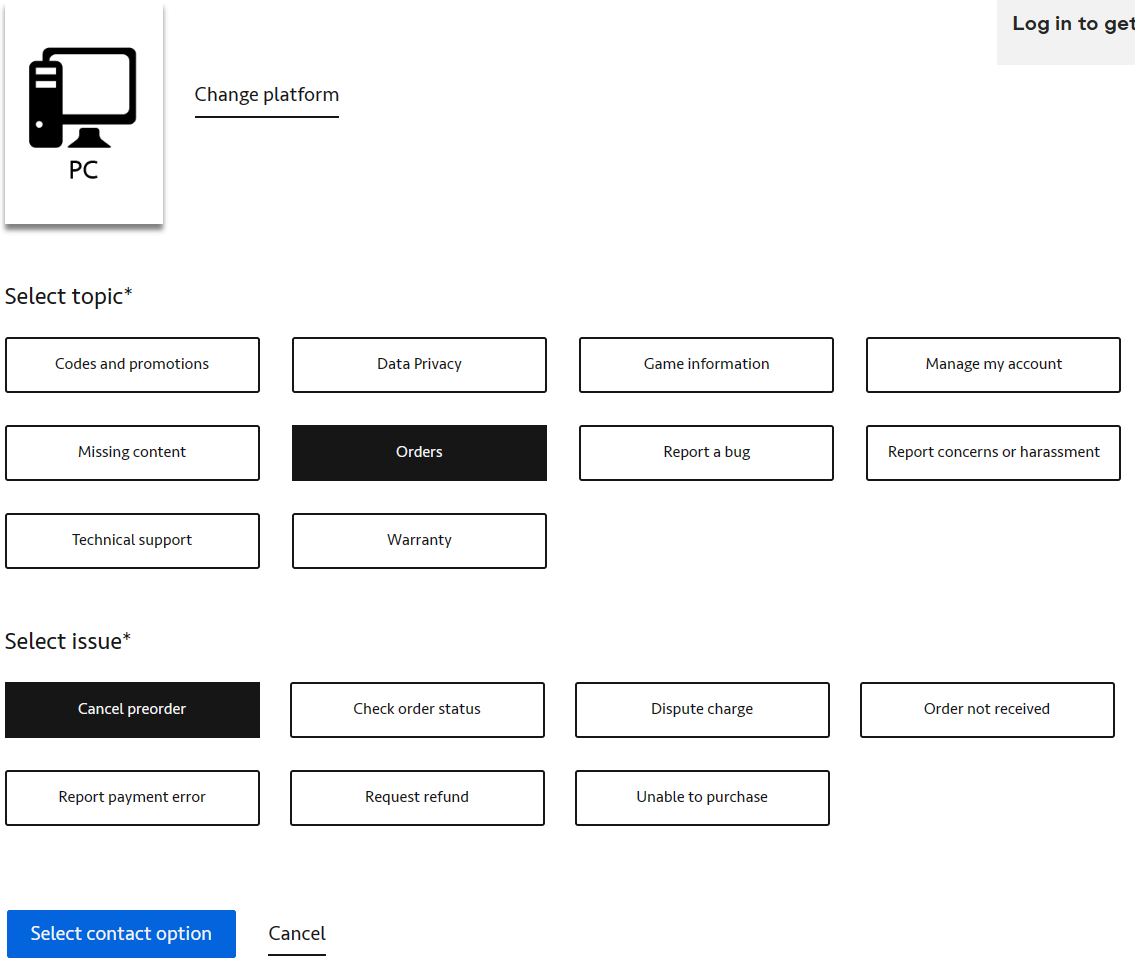 Log in to get
Change platform
PC
Select topic*
Codes and promotions
Data Privacy
Game information
Manage my account
Missing content
Orders
Report a bug
Report concerns or harassment
Technical support
Warranty
Select issue*
Cancel preorder
Check order status
Dispute charge
Order not received
Report payment error
Request refund
Unable to purchase
Select contact option
Cancel